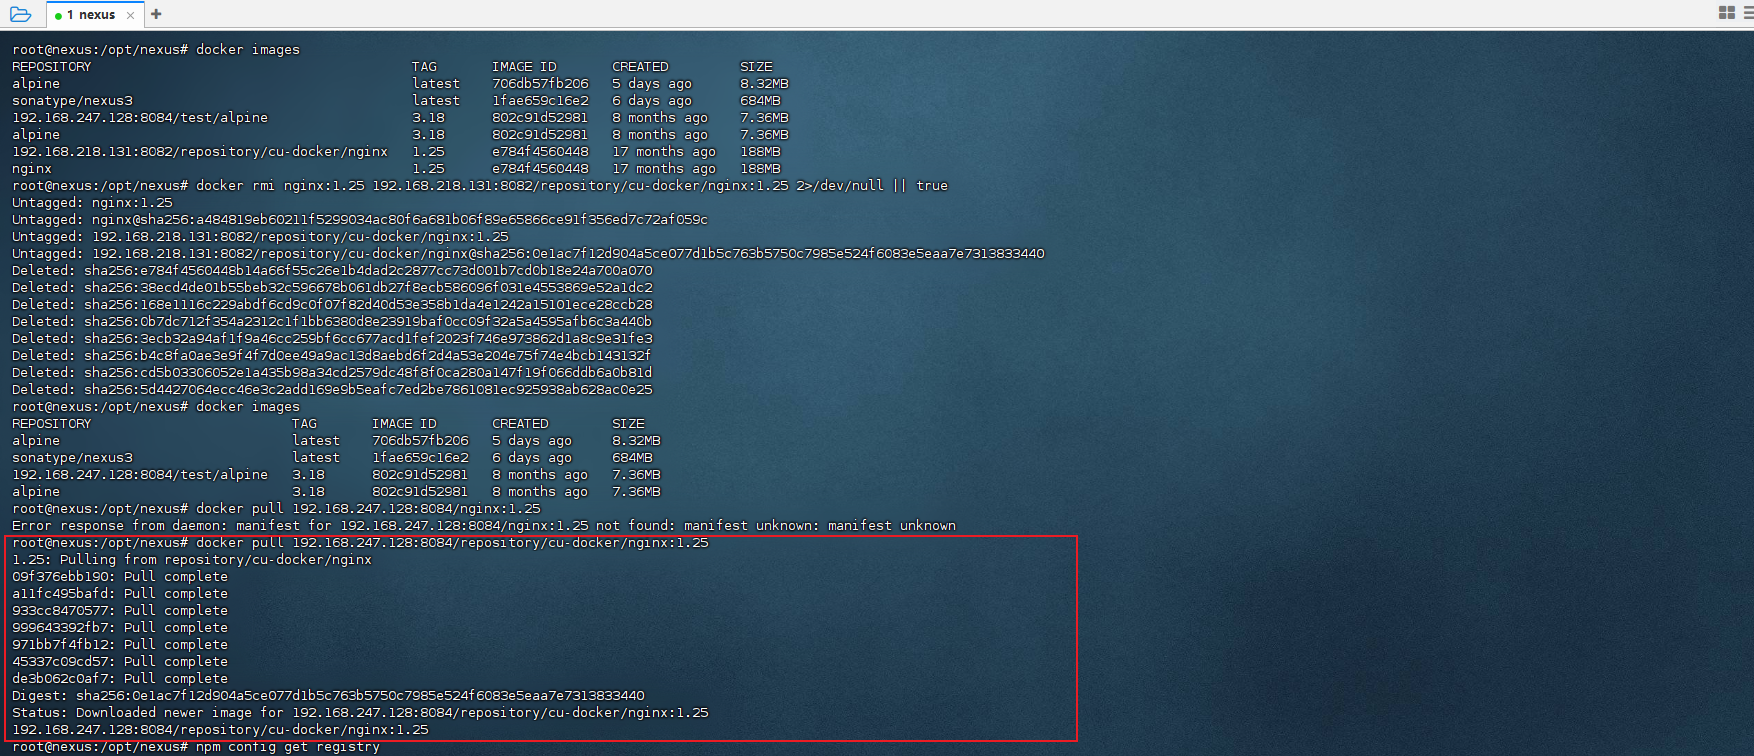 1 nexus
root@nexus:/opt/nexus# docker images
REPOSITORY TAG IMAGE ID CREATED SIZE
alpine latest 706db57fb206 5 days ago 8.32MB
sonatype/nexus3 latest 1fae659c16e2 6 days ago 684MB
192.168.247.128:8084/test/alpine 3.18 802c91d52981 8 months ago 7.36MB
alpine 3.18 802c91d52981 8 months ago 7.36MB
192.168.218.131:8082/repository/cu-docker/nginx 1.25 e784f4560448 17 months ago 188MB
nginx 1.25 e784f4560448 17 months ago 188MB
root@nexus:/opt/nexus# docker rmi nginx:1.25 192.168.218.131:8082/repository/cu-docker/nginx:1.25 2>/dev/null || true
Untagged: nginx:1.25
Untagged: nginx@sha256:a484819eb60211f5299034ac80f6a681b06f89e65866ce91f356ed7c72af059c
Untagged: 192.168.218.131:8082/repository/cu-docker/nginx:1.25
Untagged: 192.168.218.131:8082/repository/cu-docker/nginx@sha256:0e1ac7f12d904a5ce077d1b5c763b5750c7985e524f6083e5eaa7e7313833440
Deleted: sha256:e784f4560448b14a66f55c26e1b4dad2c2877cc73d001b7cd0b18e24a700a070
Deleted: sha256:38ecd4de01b55beb32c596678b061db27f8ecb586096f031e4553869e52a1dc2
Deleted: sha256:168e1116c229abdf6cd9c0f07f82d40d53e358b1da4e1242a15101ece28ccb28
Deleted: sha256:0b7dc712f354a2312c1f1bb6380d8e23919baf0cc09f32a5a4595afb6c3a440b
Deleted: sha256:3ecb32a94af1f9a46cc259bf6cc677acd1fef2023f746e973862d1a8c9e31fe3
Deleted: sha256:b4c8fa0ae3e9f4f7d0ee49a9ac13d8aebd6f2d4a53e204e75f74e4bcb143132f
Deleted: sha256:cd5b03306052e1a435b98a34cd2579dc48f8f0ca280a147f19f066ddb6a0b81d
Deleted: sha256:5d4427064ecc46e3c2add169e9b5eafc7ed2be7861081ec925938ab628ac0e25
root@nexus:/opt/nexus# docker images
REPOSITORY TAG IMAGE ID CREATED SIZE
alpine latest 706db57fb206 5 days ago 8.32MB
sonatype/nexus3 latest 1fae659c16e2 6 days ago 684MB
192.168.247.128:8084/test/alpine 3.18 802c91d52981 8 months ago 7.36MB
alpine 3.18 802c91d52981 8 months ago 7.36MB
root@nexus:/opt/nexus# docker pull 192.168.247.128:8084/nginx:1.25
Error response from daemon: manifest for 192.168.247.128:8084/nginx:1.25 not found: manifest unknown: manifest unknown
root@nexus:/opt/nexus# docker pull 192.168.247.128:8084/repository/cu-docker/nginx:1.25
1.25: Pulling from repository/cu-docker/nginx
09f376ebb190: Pull complete
a11fc495bafd: Pull complete
933cc8470577: Pull complete
999643392fb7: Pull complete
971bb7f4fb12: Pull complete
45337c09cd57: Pull complete
de3b062c0af7: Pull complete
Digest: sha256:0e1ac7f12d904a5ce077d1b5c763b5750c7985e524f6083e5eaa7e7313833440
Status: Downloaded newer image for 192.168.247.128:8084/repository/cu-docker/nginx:1.25
192.168.247.128:8084/repository/cu-docker/nginx:1.25
root@nexus:/opt/nexus# npm config get registry